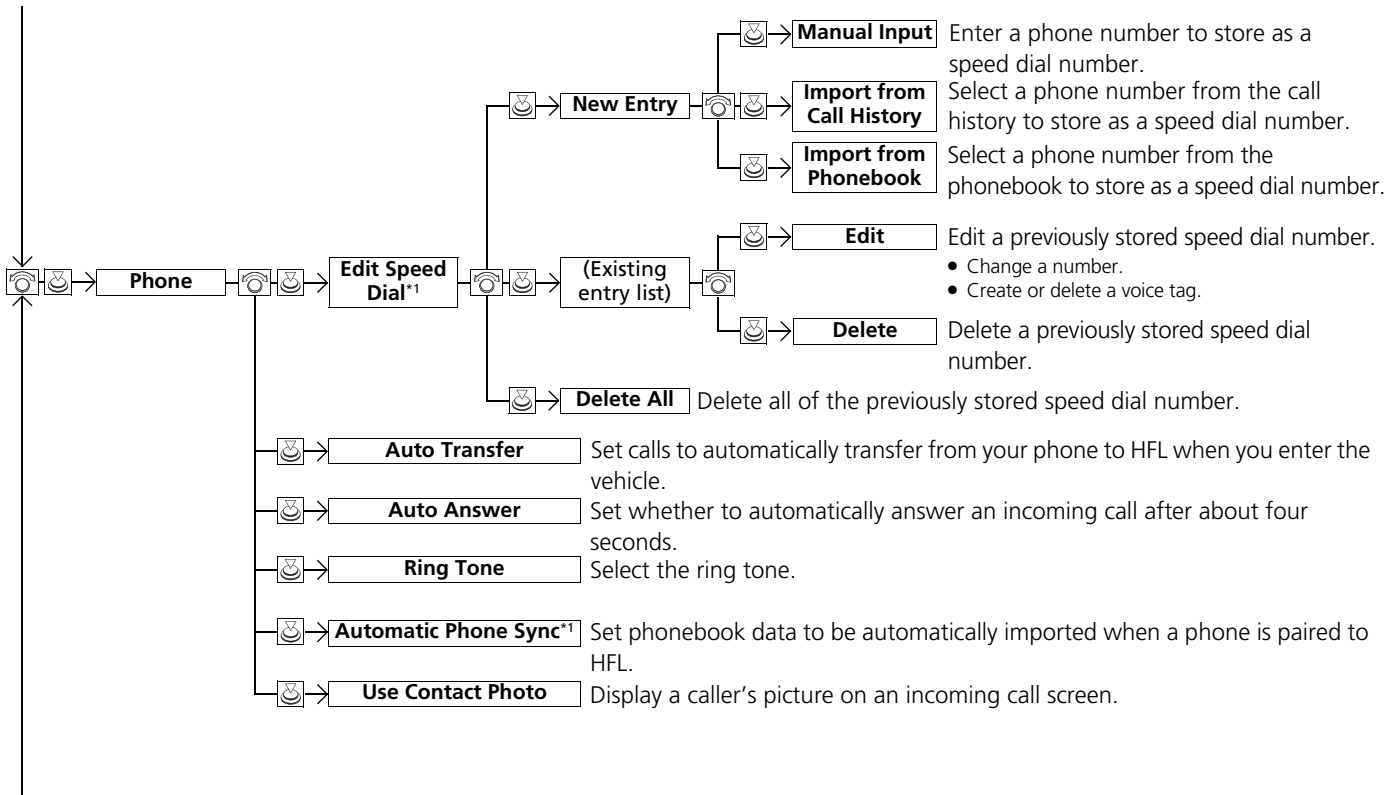 Manual Input
Enter a phone number to store as a
speed dial number.
New Entry
Import from
Call History
Select a phone number from the call
history to store as a speed dial number.
Import from
Phonebook
Select a phone number from the
phonebook to store as a speed dial number.
Phone
Edit Speed
Dial*1
(Existing
entry list)
Edit
Edit a previously stored speed dial number.
● Change a number.
● Create or delete a voice tag.
Delete
Delete a previously stored speed dial
number.
Delete All
Delete all of the previously stored speed dial number.
Auto Transfer
Set calls to automatically transfer from your phone to HFL when you enter the
vehicle.
Auto Answer
Set whether to automatically answer an incoming call after about four
seconds.
Ring Tone
Select the ring tone.
Automatic Phone Sync*1
Set phonebook data to be automatically imported when a phone is paired to
HFL.
Use Contact Photo
Display a caller’s picture on an incoming call screen.